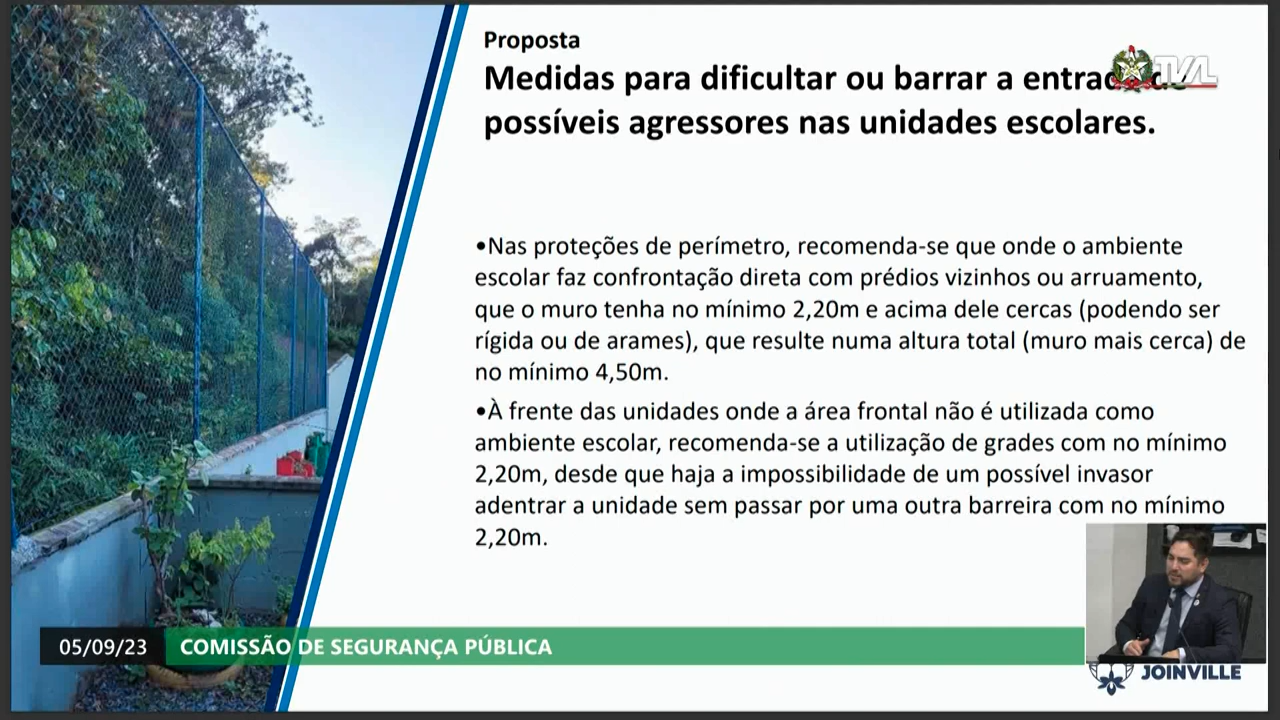 Proposta
Medidas para dificultar ou barrar a entrada de
TVAL
possíveis agressores nas unidades escolares.
•Nas proteções de perímetro, recomenda-se que onde o ambiente
escolar faz confrontação direta com prédios vizinhos ou arruamento,
que o muro tenha no mínimo 2,20m e acima dele cercas (podendo ser
rígida ou de arames), que resulte numa altura total (muro mais cerca) de
no mínimo 4,50m.
•À frente das unidades onde a área frontal não é utilizada como
ambiente escolar, recomenda-se a utilização de grades com no mínimo
2,20m, desde que haja a impossibilidade de um possível invasor
adentrar a unidade sem passar por uma outra barreira com no mínimo
2,20m.
05/09/23 COMISSÃO DE SEGURANÇA PÚBLICA
JOINVILLE